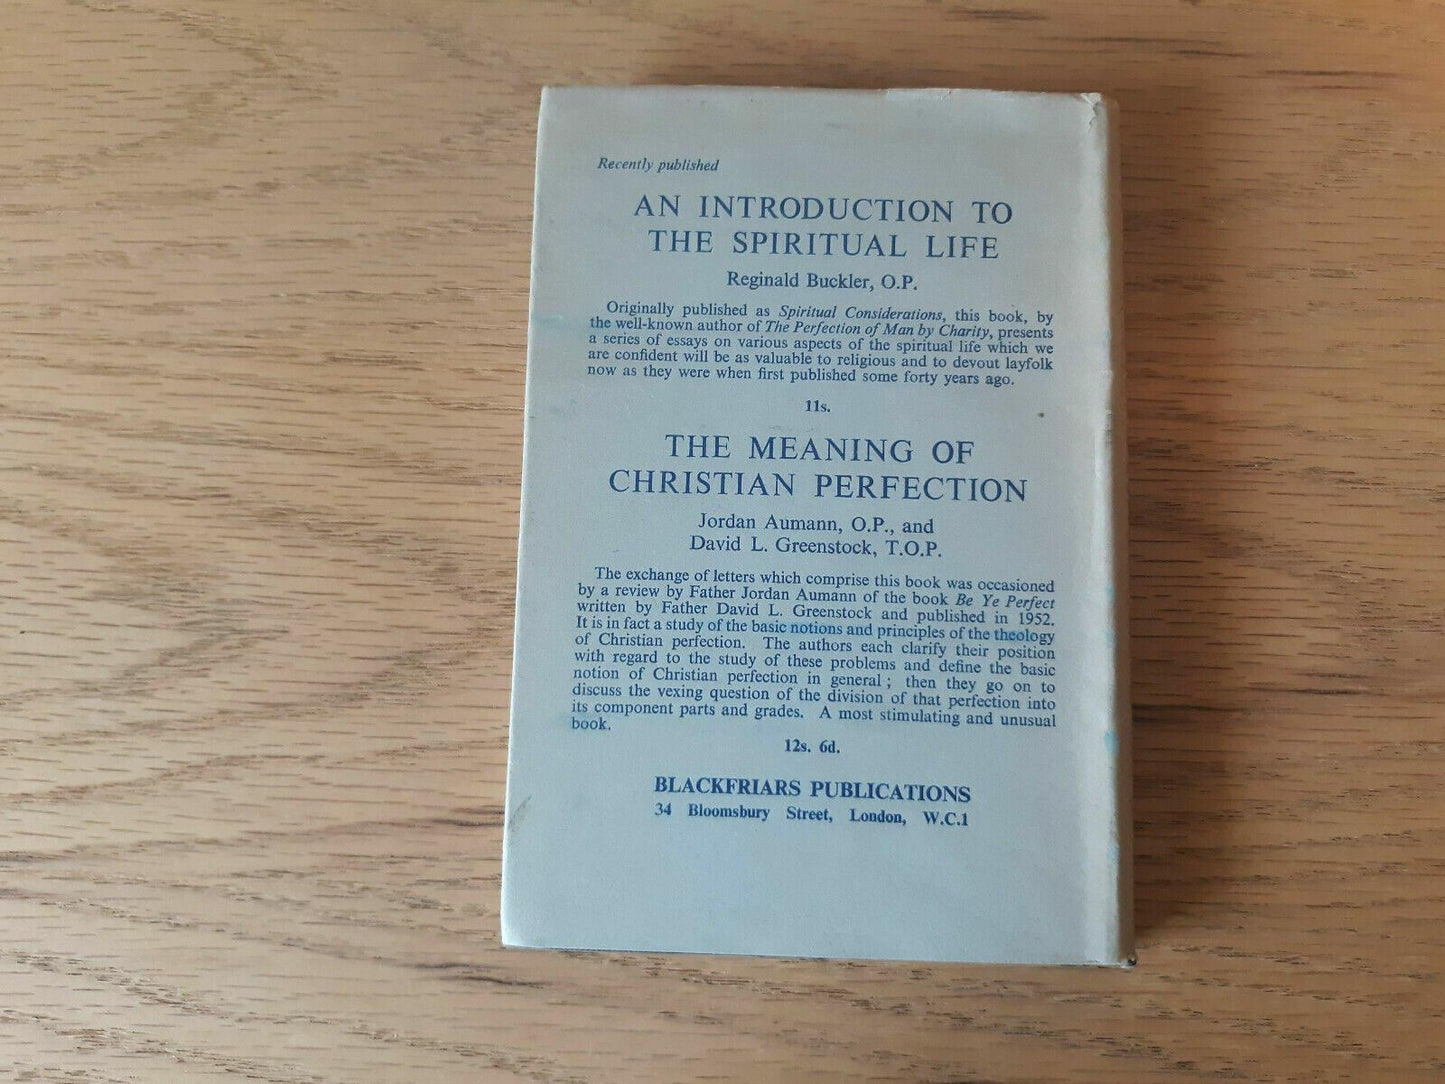 Recently published
AN INTRODUCTION TO
THE SPIRITUAL LIFE
Reginald Buckler, O.P.
Originally published as Spiritual Considerations, this book, by
the well-known author of The Perfection of Man by Charity, presents
a series of essays on various aspects of the spiritual life which we
are confident will be as valuable to religious and to devout layfolk
now as they were when first published some forty years ago.
11s.
THE MEANING OF
CHRISTIAN PERFECTION
Jordan Aumann, O.P., and
David L. Greenstock, T.O.P.
The exchange of letters which comprise this book was occasioned
by a review by Father Jordan Aumann of the book Be Ye Perfect
written by Father David L. Greenstock and published in 1952.
It is in fact a study of the basic notions and principles of the theology
of Christian perfection. The authors each clarify their position
with regard to the study of these problems and define the basic
notion of Christian perfection in general ; then they go on to
discuss the vexing question of the division of that perfection into
its component parts and grades. A most stimulating and unusual
book.
12s. 6d.
BLACKFRIARS PUBLICATIONS
34 Bloomsbury Street, London, W.C.1